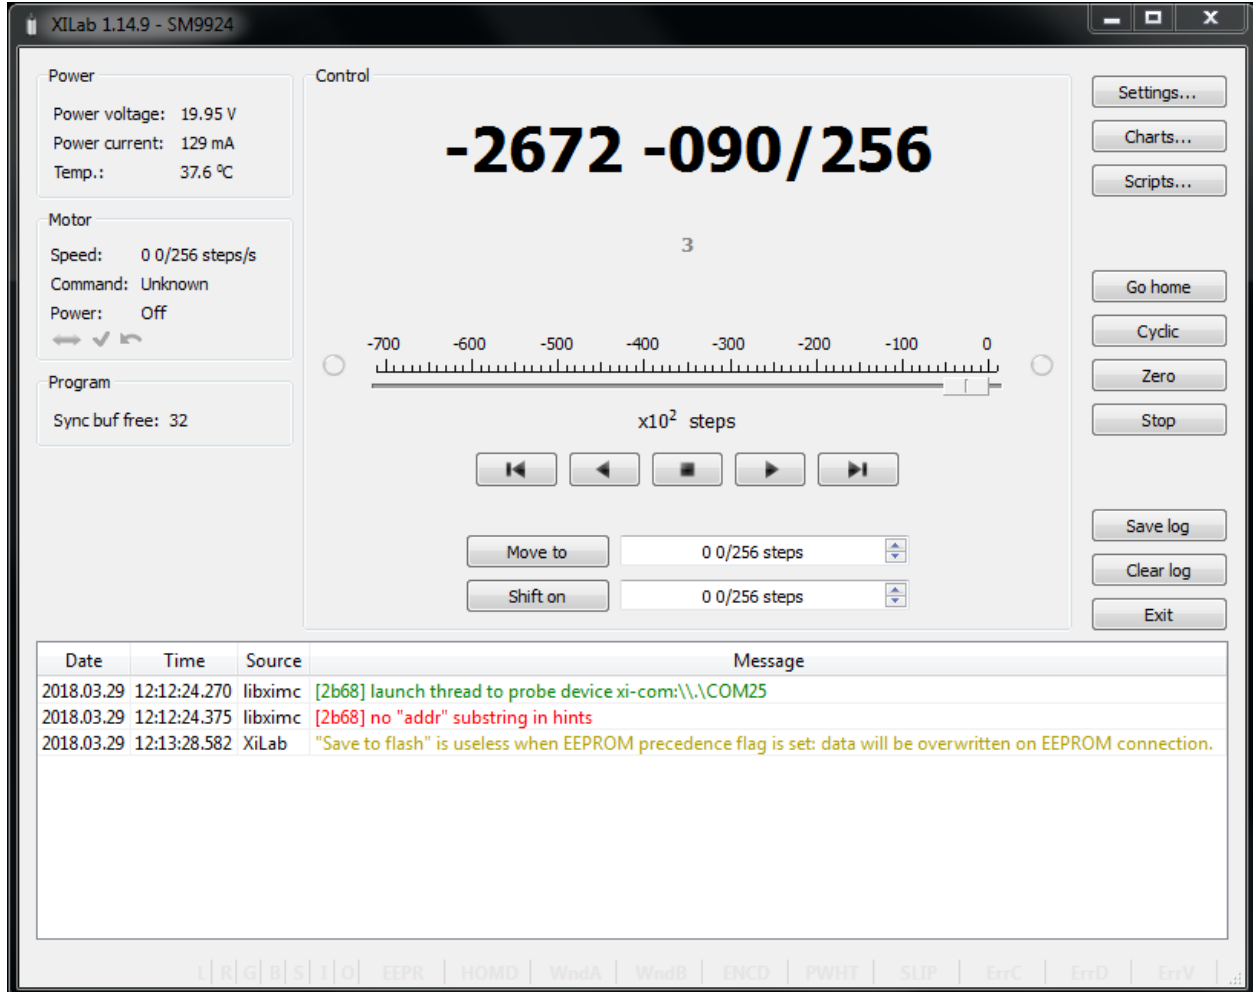 XILab 1.14.9 - SM9924
Power
Power voltage: 19.95 V
Power current: 129 mA
Temp.: 37.6 ºC
Motor
Speed: 0 0/256 steps/s
Command: Unknown
Power: Off
Program
Sync buf free: 32
Control
-2672 -090/256
3
-700 -600 -500 -400 -300 -200 -100 0
x10² steps
Move to 0 0/256 steps
Shift on 0 0/256 steps
Settings...
Charts...
Scripts...
Go home
Cyclic
Zero
Stop
Save log
Clear log
Exit
Date Time Source Message
2018.03.29 12:12:24.270 libximc [2b68] launch thread to probe device xi-com:\\.\COM25
2018.03.29 12:12:24.375 libximc [2b68] no "addr" substring in hints
2018.03.29 12:13:28.582 XiLab "Save to flash" is useless when EEPROM precedence flag is set: data will be overwritten on EEPROM connection.
L R G B S I O EEPR HOMD WndA WndB ENCD PWHT SLIP ErrC ErrD ErrV